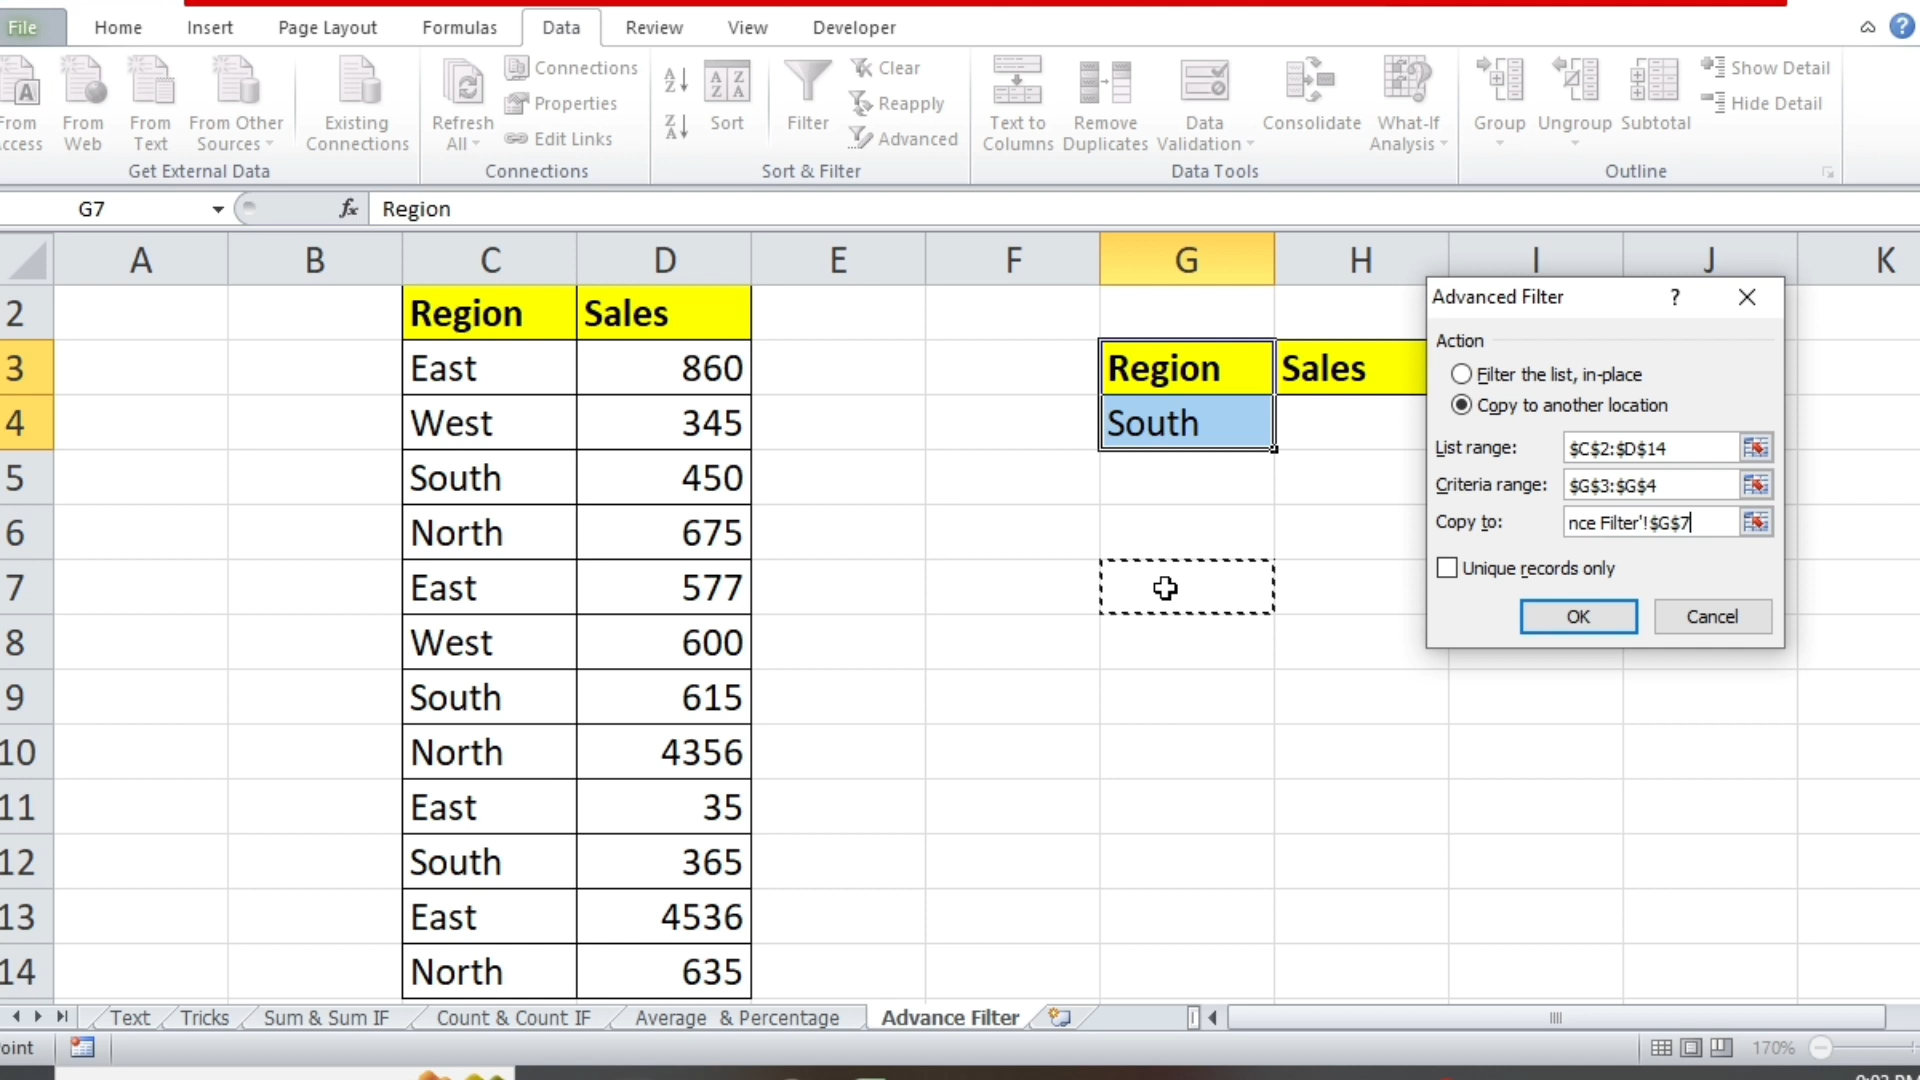 File Home Insert Page Layout Formulas Data Review View Developer
From Access From Web From Text From Other Sources Existing Connections Refresh All Connections Properties Edit Links Sort Filter Clear Reapply Advanced Text to Columns Remove Duplicates Data Validation Consolidate What-If Analysis Group Ungroup Subtotal Show Detail Hide Detail
Get External Data Connections Sort & Filter Data Tools Outline
G7 fx Region
A B C D E F G H I J K
2 Region Sales
3 East 860 Region Sales
4 West 345 South
5 South 450
6 North 675
7 East 577
8 West 600
9 South 615
10 North 4356
11 East 35
12 South 365
13 East 4536
14 North 635
Advanced Filter ?
Action
Filter the list, in-place
Copy to another location
List range: $C$2:$D$14
Criteria range: $G$3:$G$4
Copy to: nce Filter'!$G$7
Unique records only
OK Cancel
Text Tricks Sum & Sum IF Count & Count IF Average & Percentage Advance Filter
oint 170%